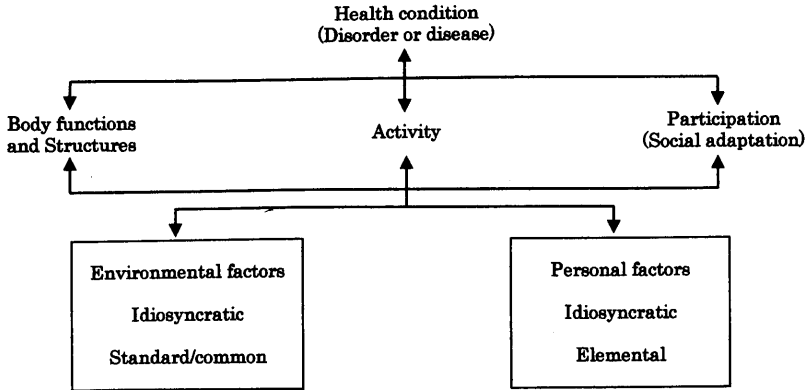 Health condition
(Disorder or disease)
Body functions
and Structures
Activity
Participation
(Social adaptation)
Environmental factors
Idiosyncratic
Standard/common
Personal factors
Idiosyncratic
Elemental